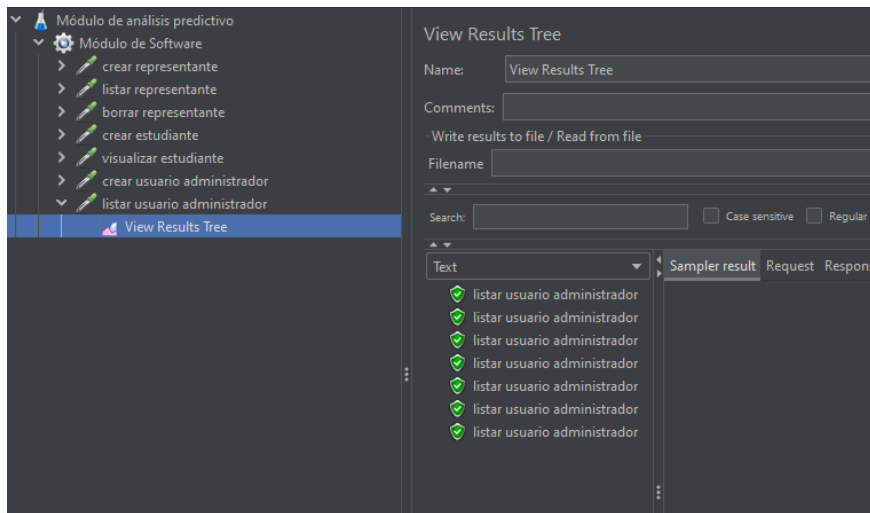 Módulo de análisis predictivo
Módulo de Software
crear representante
listar representante
borrar representante
crear estudiante
visualizar estudiante
crear usuario administrador
listar usuario administrador
View Results Tree
View Results Tree
Name: View Results Tree
Comments:
Write results to file / Read from file
Filename
Search: Case sensitive Regular
Text Sampler result Request Respon
listar usuario administrador
listar usuario administrador
listar usuario administrador
listar usuario administrador
listar usuario administrador
listar usuario administrador
listar usuario administrador